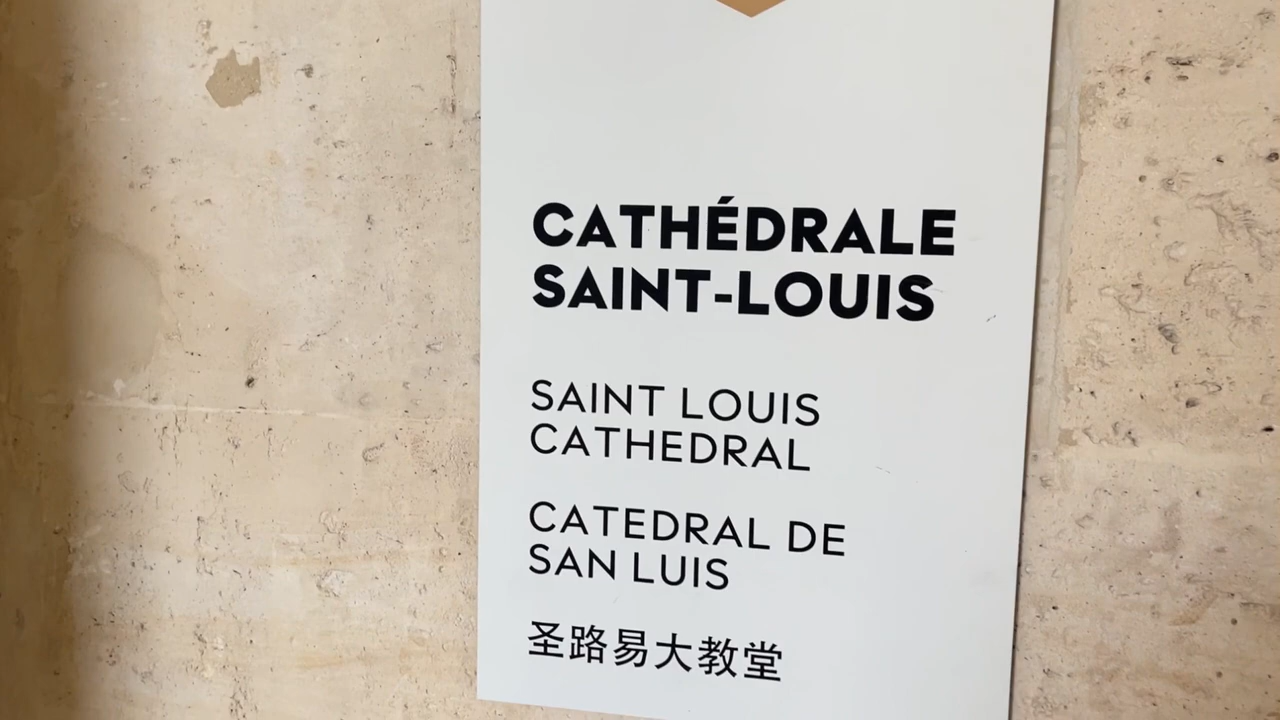 CATHÉDRALE
SAINT-LOUIS
SAINT LOUIS
CATHEDRAL
CATEDRAL DE
SAN LUIS
圣路易大教堂